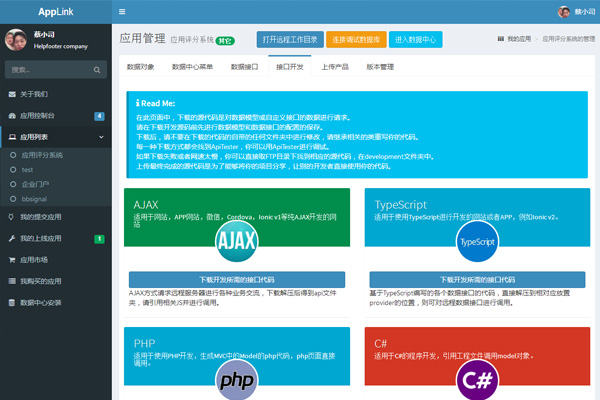 AppLink
蔡小司
蔡小司
Helpfooter company
搜索...
关于我们
应用控制台
4
应用列表
应用评分系统
test
企业门户
bbsignal
我的提交应用
我的上线应用
1
应用市场
我购买的应用
数据中心安装
应用管理 应用评分系统 其它
打开远程工作目录
连接调试数据库
进入数据中心
我的应用 > 应用评分系统的管理
数据对象
数据中心菜单
数据接口
接口开发
上传产品
版本管理
Read Me:
在此页面中，下载的源代码是对数据模型或自定义接口的数据进行请求。
请在下载开发源码前先进行数据模型和数据接口的配置的保存。
下载后，请不要在下载的代码的自带的任何文件夹中进行修改，请继承相关的类重写你的代码。
每一种下载方式都会找到ApiTester，你可以用ApiTester进行调试。
如果下载失败或者网速太慢，你可以直接取FTP目录下找到相应的源代码，在development文件夹中。
上传最终完成的源代码是为了能够将你的项目分享，让别的开发者直接使用你的代码。
AJAX
适用于网站，APP网站，微信，Cordova，Ionic v1等纯AJAX开发的网
站
AJAX
下载开发所需的接口代码
AJAX方式请求远程服务器进行各种业务交流，下载解压后得到api文件
夹，请引用相关JS并进行调用。
TypeScript
适用于使用TypeScript进行开发的网站或者APP，例如Ionic v2。
TypeScript
下载开发所需的接口代码
基于TypeScript编写的各个数据接口的代码，直接解压到相对应放置
provider的位置，则可对远程数据接口进行调用。
PHP
适用于使用PHP开发，生成MVC中的Model的php代码，php页面直接
调用。
php
C#
适用于C#的程序开发，引用工程文件调用model对象。
C#